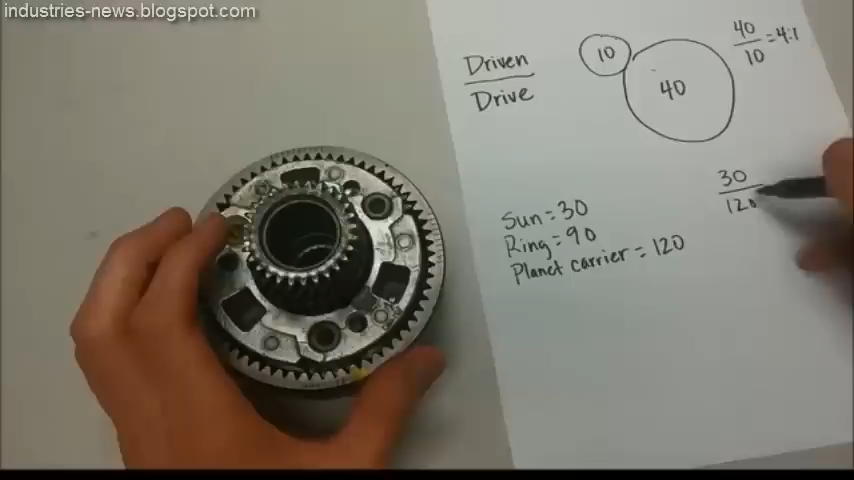 industries-news.blogspot.com
Driven
Drive
10
40
40
10
=4:1
30
120
Sun=30
Ring=90
Planet carrier=120